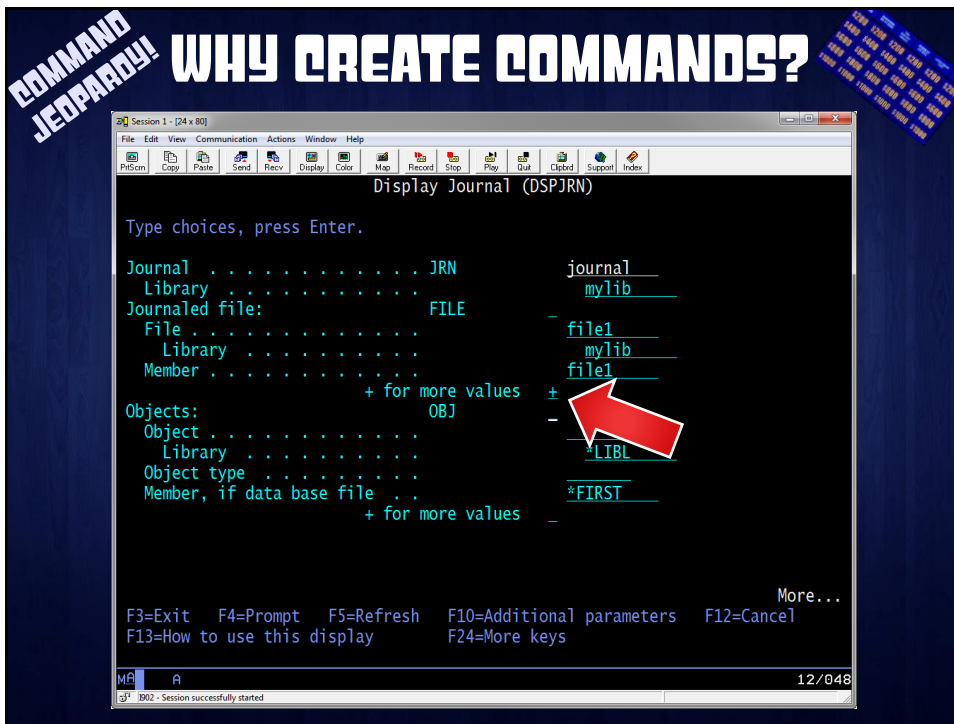 COMMAND
JEOPARDY!
WHY CREATE COMMANDS?
Session 1 - [24 x 80]
File Edit View Communication Actions Window Help
PrtScrn Copy Paste Send Recv Display Color Map Record Stop Play Quit Clipbrd Support Index
Display Journal (DSPJRN)
Type choices, press Enter.
Journal . . . . . . . . . . . . JRN journal
Library . . . . . . . . . . . mylib
Journaled file: FILE _
File . . . . . . . . . . . . . file1
Library . . . . . . . . . . mylib
Member . . . . . . . . . . . . file1
+ for more values +
Objects: OBJ _
Object . . . . . . . . . . . .
Library . . . . . . . . . . *LIBL
Object type . . . . . . . . . .
Member, if data base file . . *FIRST
+ for more values _
More...
F3=Exit F4=Prompt F5=Refresh F10=Additional parameters F12=Cancel
F13=How to use this display F24=More keys
MA A 12/048
I902 - Session successfully started